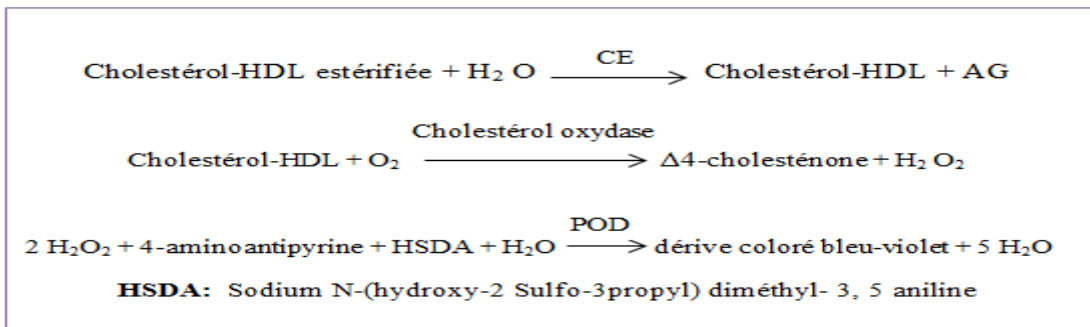 CE
Cholestérol-HDL estérifiée + H₂ O ⟶ Cholestérol-HDL + AG
Cholestérol oxydase
Cholestérol-HDL + O₂ ⟶ Δ4-cholesténone + H₂ O₂
POD
2 H₂O₂ + 4-aminoantipyrine + HSDA + H₂O ⟶ dérive coloré bleu-violet + 5 H₂O
HSDA: Sodium N-(hydroxy-2 Sulfo-3propyl) diméthyl- 3, 5 aniline